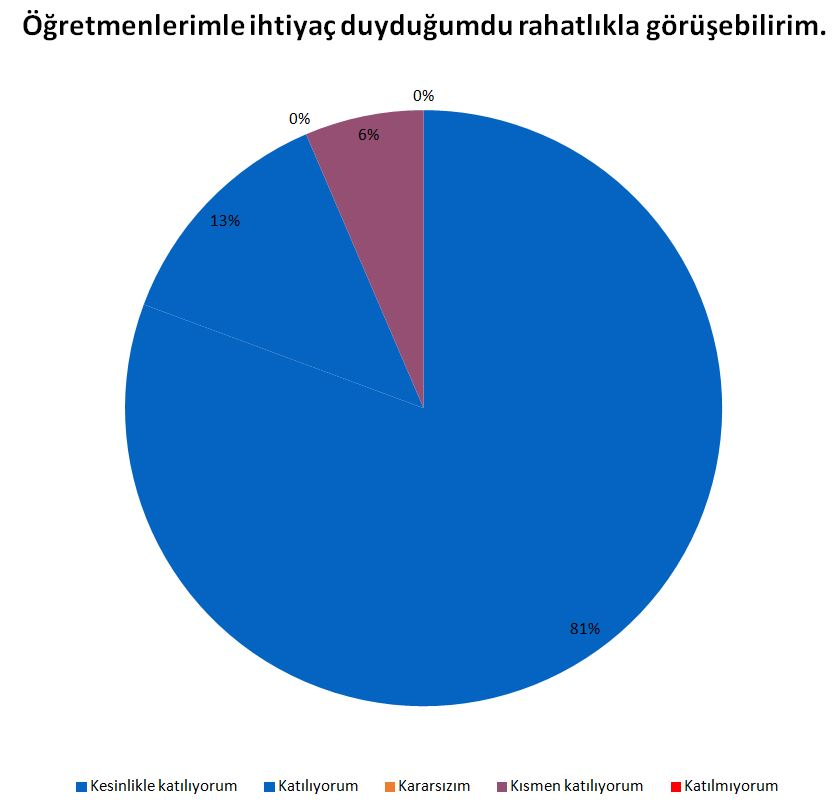 Öğretmenlerimle ihtiyaç duyduğumdu rahatlıkla görüşebilirim.
0%
0%
6%
13%
81%
Kesinlikle katılıyorum Katılıyorum Kararsızım Kısmen katılıyorum Katılmıyorum